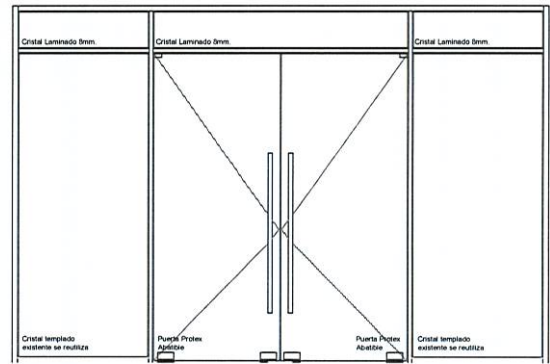 Cristal Laminado 8mm.
Cristal Laminado 8mm.
Cristal Laminado 8mm.
Cristal templado
existente se reutiliza
Puerta Protex
Abatible
Puerta Protex
Abatible
Cristal templado
existente se reutiliza